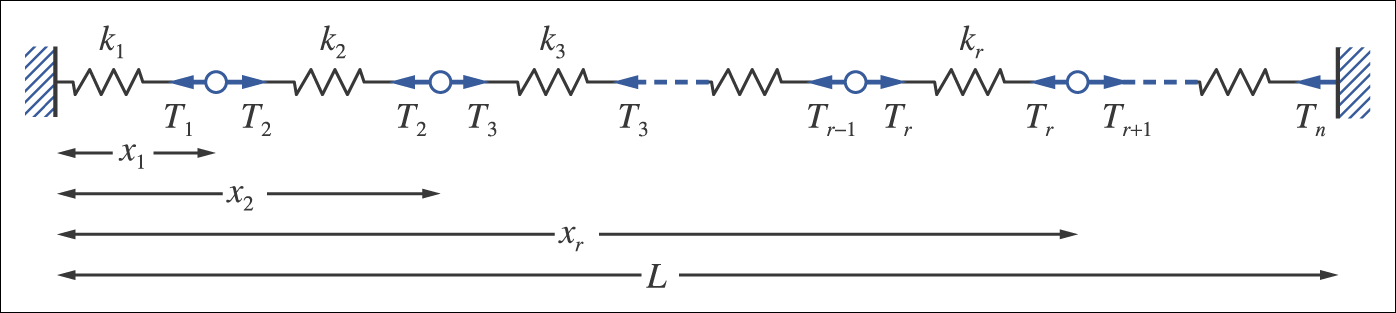 k₁ k₂ k₃ kᵣ
T₁ T₂ T₂ T₃ T₃ Tᵣ₋₁ Tᵣ Tᵣ Tᵣ₊₁ Tₙ
x₁
x₂
xᵣ
L